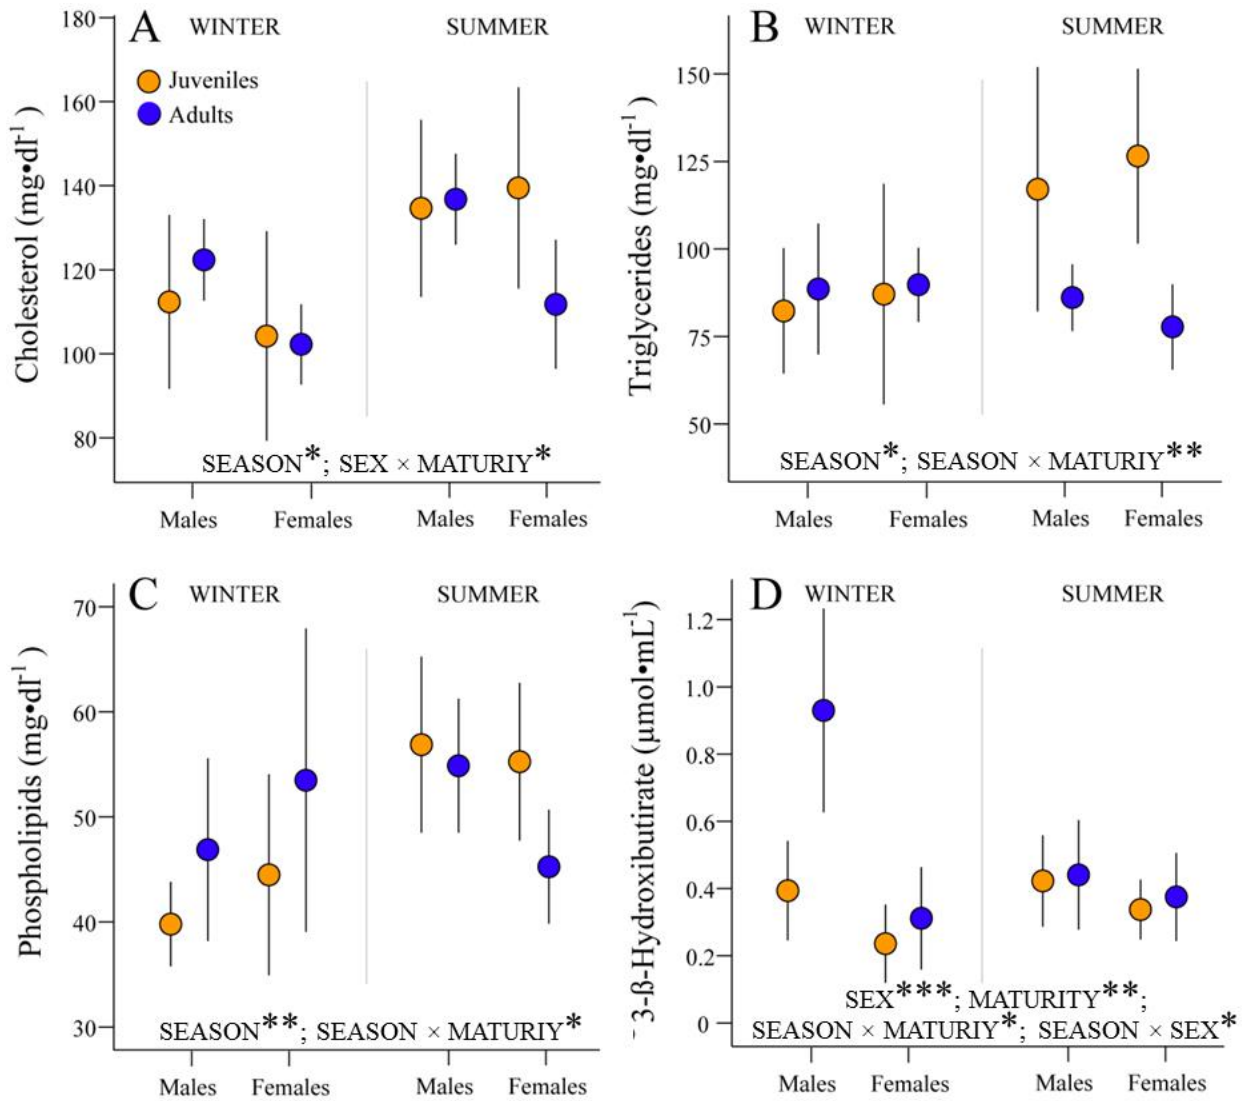 A WINTER SUMMER
Juveniles
Adults
Cholesterol (mg•dl-1 )
180
160
140
120
100
80
SEASON*; SEX × MATURIY*
Males Females Males Females
B WINTER SUMMER
Triglycerides (mg•dl-1 )
150
125
100
75
50
SEASON*; SEASON × MATURIY**
Males Females Males Females
C WINTER SUMMER
Phospholipids (mg•dl-1 )
70
60
50
40
30
SEASON**; SEASON × MATURIY*
Males Females Males Females
D WINTER SUMMER
3-ß-Hydroxibutirate (µmol•mL-1)
1.2
1.0
0.8
0.6
0.4
0.2
0
SEX***; MATURITY**;
SEASON × MATURIY*; SEASON × SEX*
Males Females Males Females